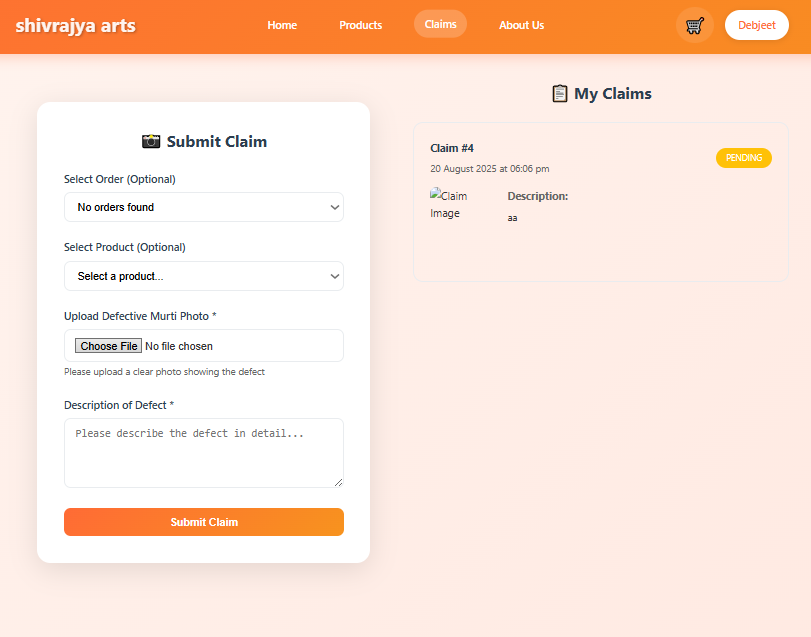 shivrajya arts
Home
Products
Claims
About Us
Debjeet
Submit Claim
Select Order (Optional)
No orders found
Select Product (Optional)
Select a product...
Upload Defective Murti Photo *
Choose File No file chosen
Please upload a clear photo showing the defect
Description of Defect *
Please describe the defect in detail...
Submit Claim
My Claims
Claim #4
20 August 2025 at 06:06 pm
PENDING
Claim
Image
Description:
aa